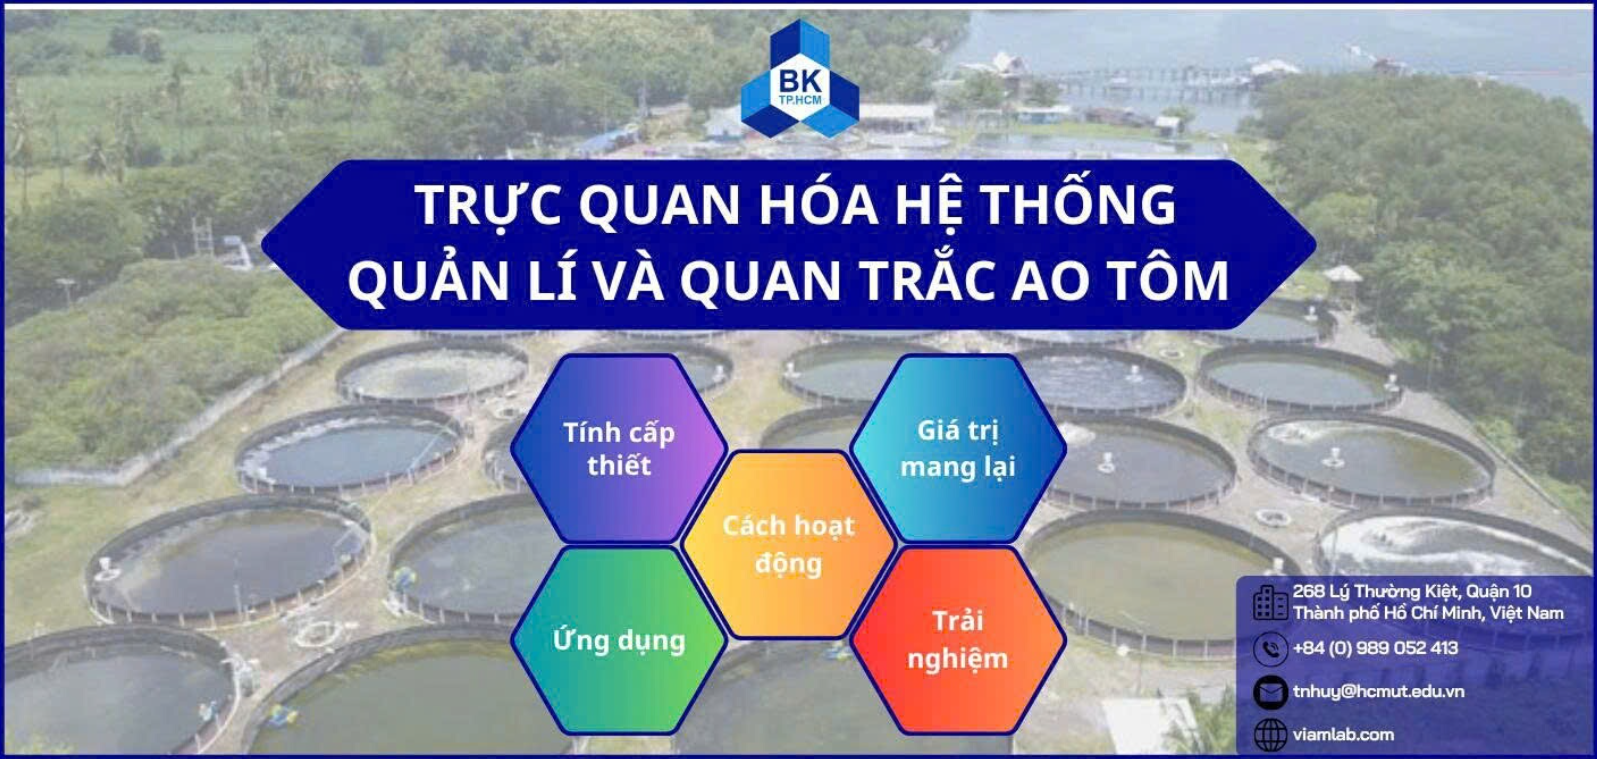 BK
TP.HCM
TRỰC QUAN HÓA HỆ THỐNG
QUẢN LÍ VÀ QUAN TRẮC AO TÔM
Tính cấp
thiết
Giá trị
mang lại
Cách hoạt
động
Ứng dụng
Trải
nghiệm
268 Lý Thường Kiệt, Quận 10
Thành phố Hồ Chí Minh, Việt Nam
+84 (0) 989 052 413
tnhuy@hcmut.edu.vn
viamlab.com